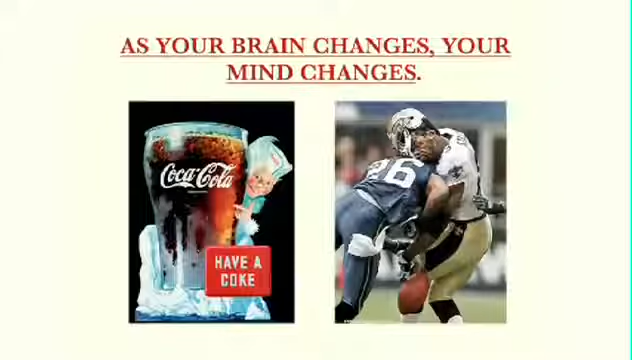 AS YOUR BRAIN CHANGES, YOUR
MIND CHANGES.
Coca-Cola
HAVE A
COKE
26